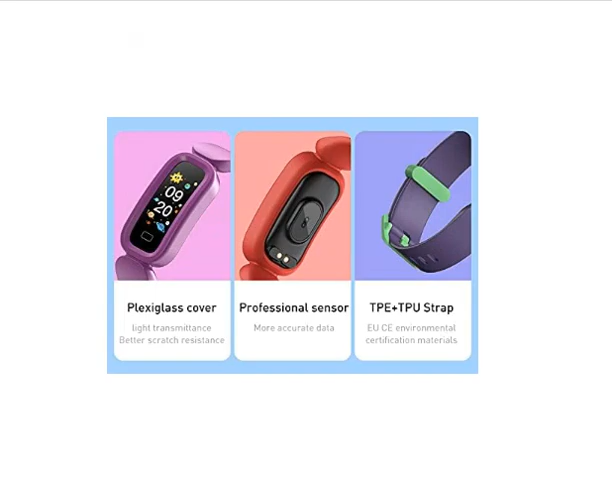 09
20
Plexiglass cover
light transmittance
Better scratch resistance
Professional sensor
More accurate data
TPE+TPU Strap
EU CE environmental
certification materials